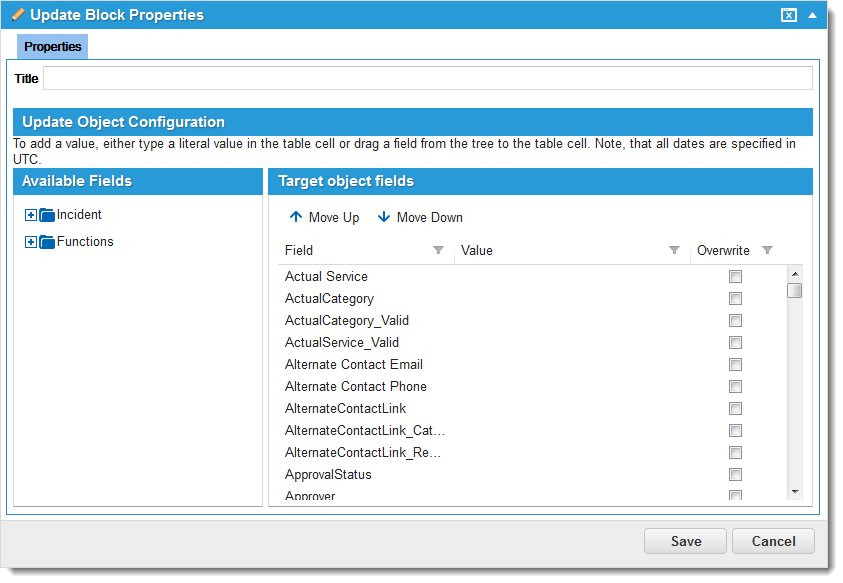 Update Block Properties
Properties
Title
Update Object Configuration
To add a value, either type a literal value in the table cell or drag a field from the tree to the table cell. Note, that all dates are specified in
UTC.
Available Fields
Target object fields
Incident
Functions
Move Up Move Down
Field Value Overwrite
Actual Service
ActualCategory
ActualCategory_Valid
ActualService_Valid
Alternate Contact Email
Alternate Contact Phone
AlternateContactLink
AlternateContactLink_Cat...
AlternateContactLink_Re...
ApprovalStatus
Approver
Save Cancel